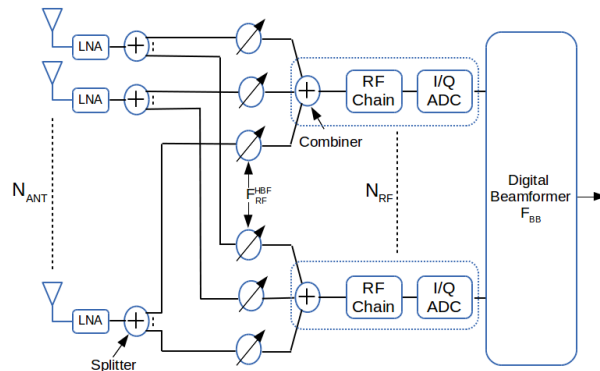 LNA
LNA
RF
Chain
I/Q
ADC
Combiner
N_ANT
F_RF^HBF
N_RF
Digital
Beamformer
F_BB
LNA
RF
Chain
I/Q
ADC
Splitter